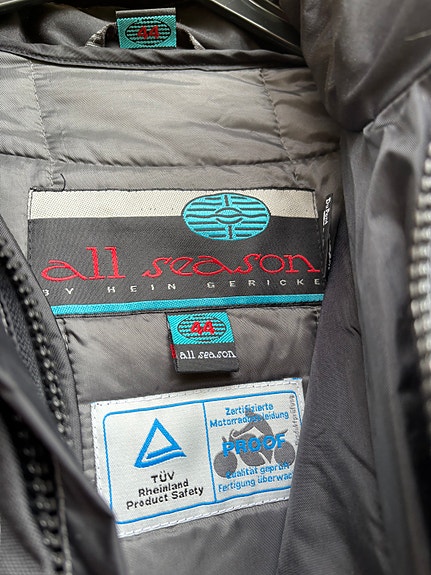 44
all season
BY HEIN GERICKE
44
all season
TÜV
Rheinland
Product Safety
Zertifizierte
Motorradbekleidung
PROOF
Qualität geprüft
Fertigung überwacht